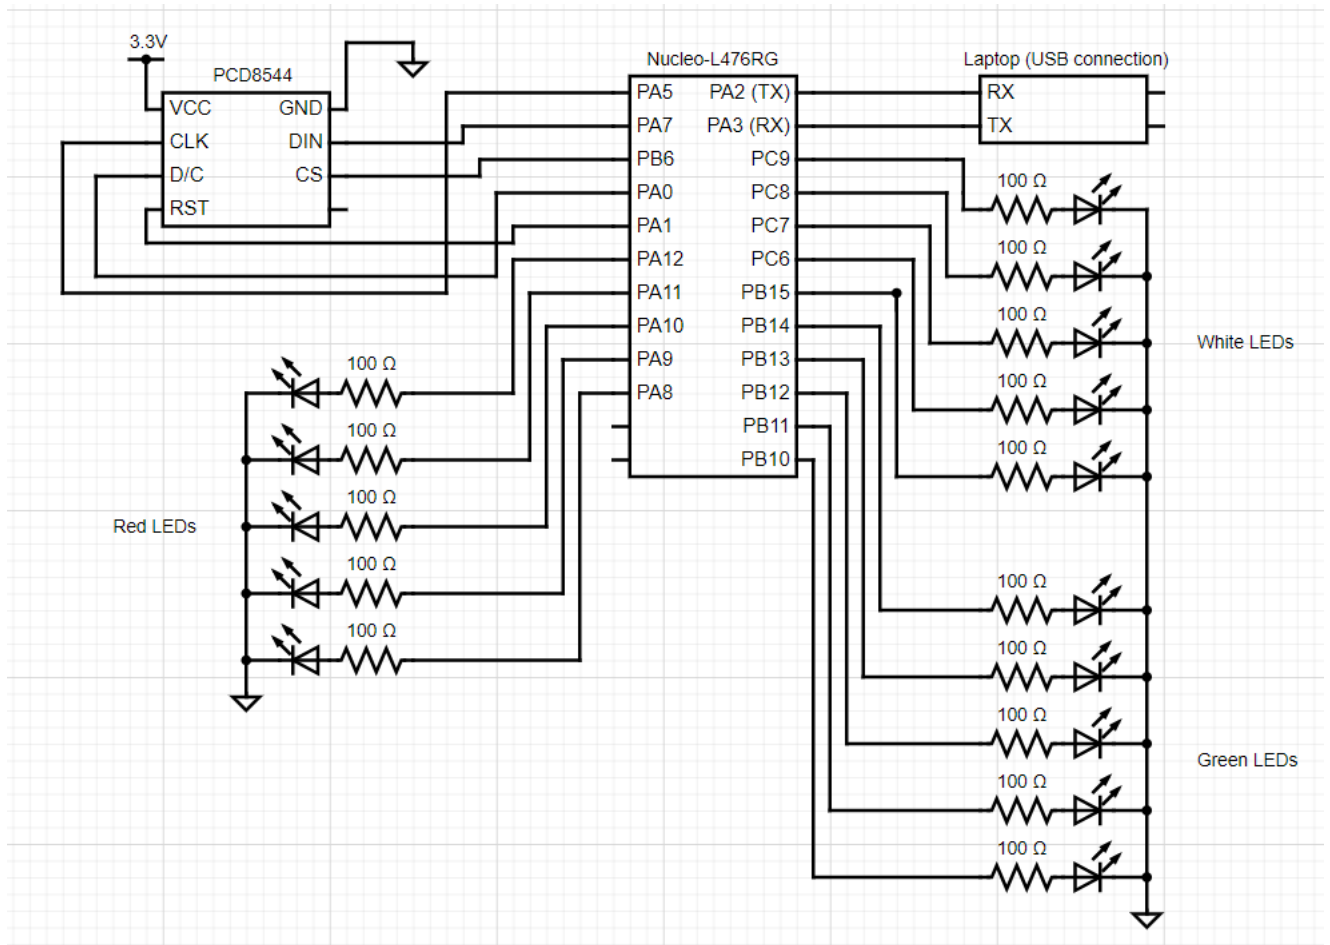 3.3V
PCD8544
VCC GND
CLK DIN
D/C CS
RST
Nucleo-L476RG
PA5 PA2 (TX)
PA7 PA3 (RX)
PB6 PC9
PA0 PC8
PA1 PC7
PA12 PC6
PA11 PB15
PA10 PB14
PA9 PB13
PA8 PB12
PB11
PB10
Laptop (USB connection)
RX
TX
100 Ω
100 Ω
100 Ω
100 Ω
100 Ω
White LEDs
100 Ω
100 Ω
100 Ω
100 Ω
100 Ω
Red LEDs
100 Ω
100 Ω
100 Ω
100 Ω
100 Ω
Green LEDs